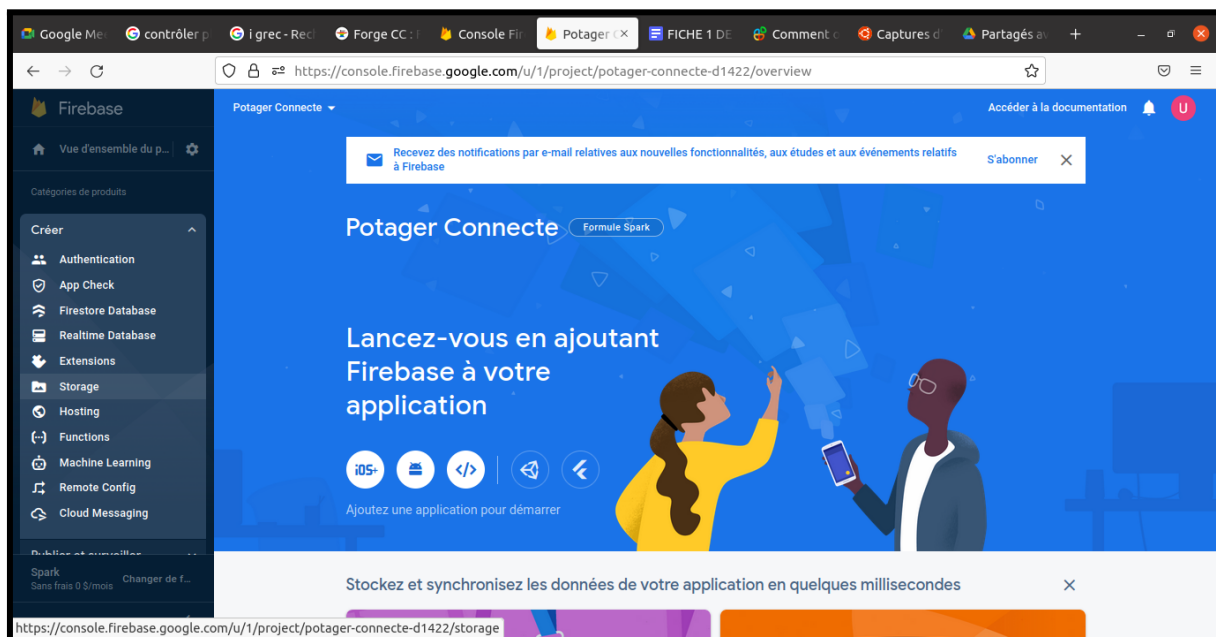 Google Me
contrôler p
i grec - Rech
Forge CC : F
Console Fir
Potager C
FICHE 1 DE
Comment o
Captures d'
Partagés av
https://console.firebase.google.com/u/1/project/potager-connecte-d1422/overview
Firebase
Potager Connecte
Accéder à la documentation
U
Vue d'ensemble du p...
Recevez des notifications par e-mail relatives aux nouvelles fonctionnalités, aux études et aux événements relatifs
à Firebase
S'abonner
Catégories de produits
Créer
Authentication
App Check
Firestore Database
Realtime Database
Extensions
Storage
Hosting
Functions
Machine Learning
Remote Config
Cloud Messaging
Publier et surveiller
Spark
Sans frais 0 $/mois
Changer de f...
Potager Connecte
Formule Spark
Lancez-vous en ajoutant
Firebase à votre
application
iOS+
Ajoutez une application pour démarrer
Stockez et synchronisez les données de votre application en quelques millisecondes
https://console.firebase.google.com/u/1/project/potager-connecte-d1422/storage